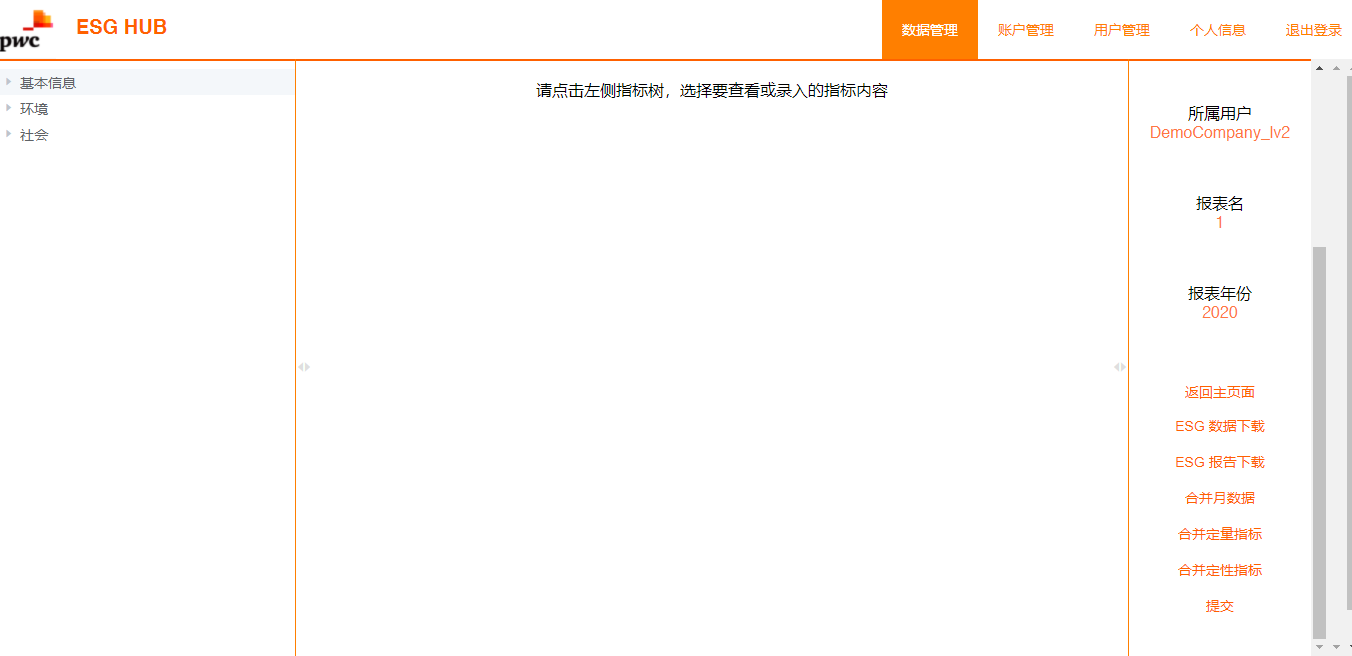 pwc
ESG HUB
数据管理
账户管理
用户管理
个人信息
退出登录
基本信息
环境
社会
请点击左侧指标树，选择要查看或录入的指标内容
所属用户
DemoCompany_lv2
报表名
1
报表年份
2020
返回主页面
ESG 数据下载
ESG 报告下载
合并月数据
合并定量指标
合并定性指标
提交